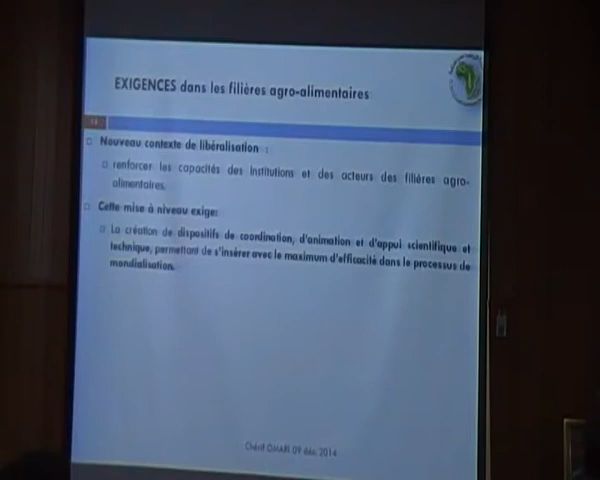 EXIGENCES dans les filières agro-alimentaires
Nouveau contexte de libéralisation :
renforcer les capacités des institutions et des acteurs des filières agro-
alimentaires.
Cette mise à niveau exige:
La création de dispositifs de coordination, d'animation et d'appui scientifique et
technique, permettant de s'insérer avec le maximum d'efficacité dans le processus de
mondialisation.
Chérif OMARI 09 déc. 2014